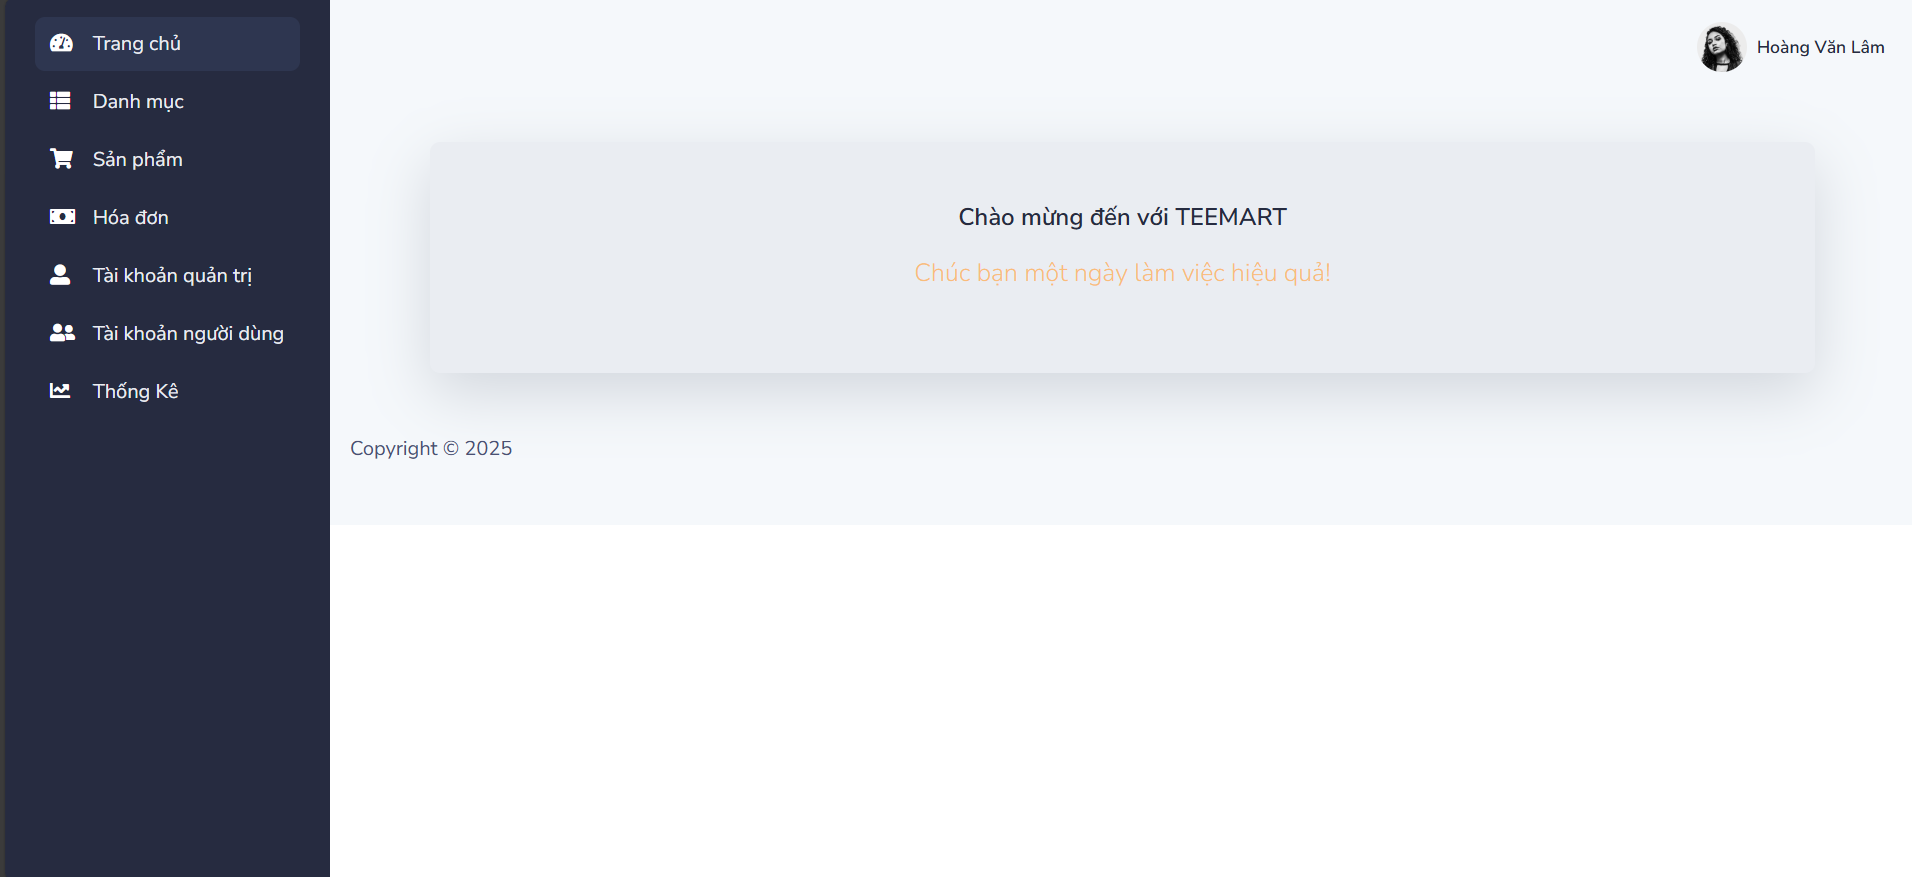 Trang chủ
Danh mục
Sản phẩm
Hóa đơn
Tài khoản quản trị
Tài khoản người dùng
Thống Kê
Hoàng Văn Lâm
Chào mừng đến với TEEMART
Chúc bạn một ngày làm việc hiệu quả!
Copyright © 2025